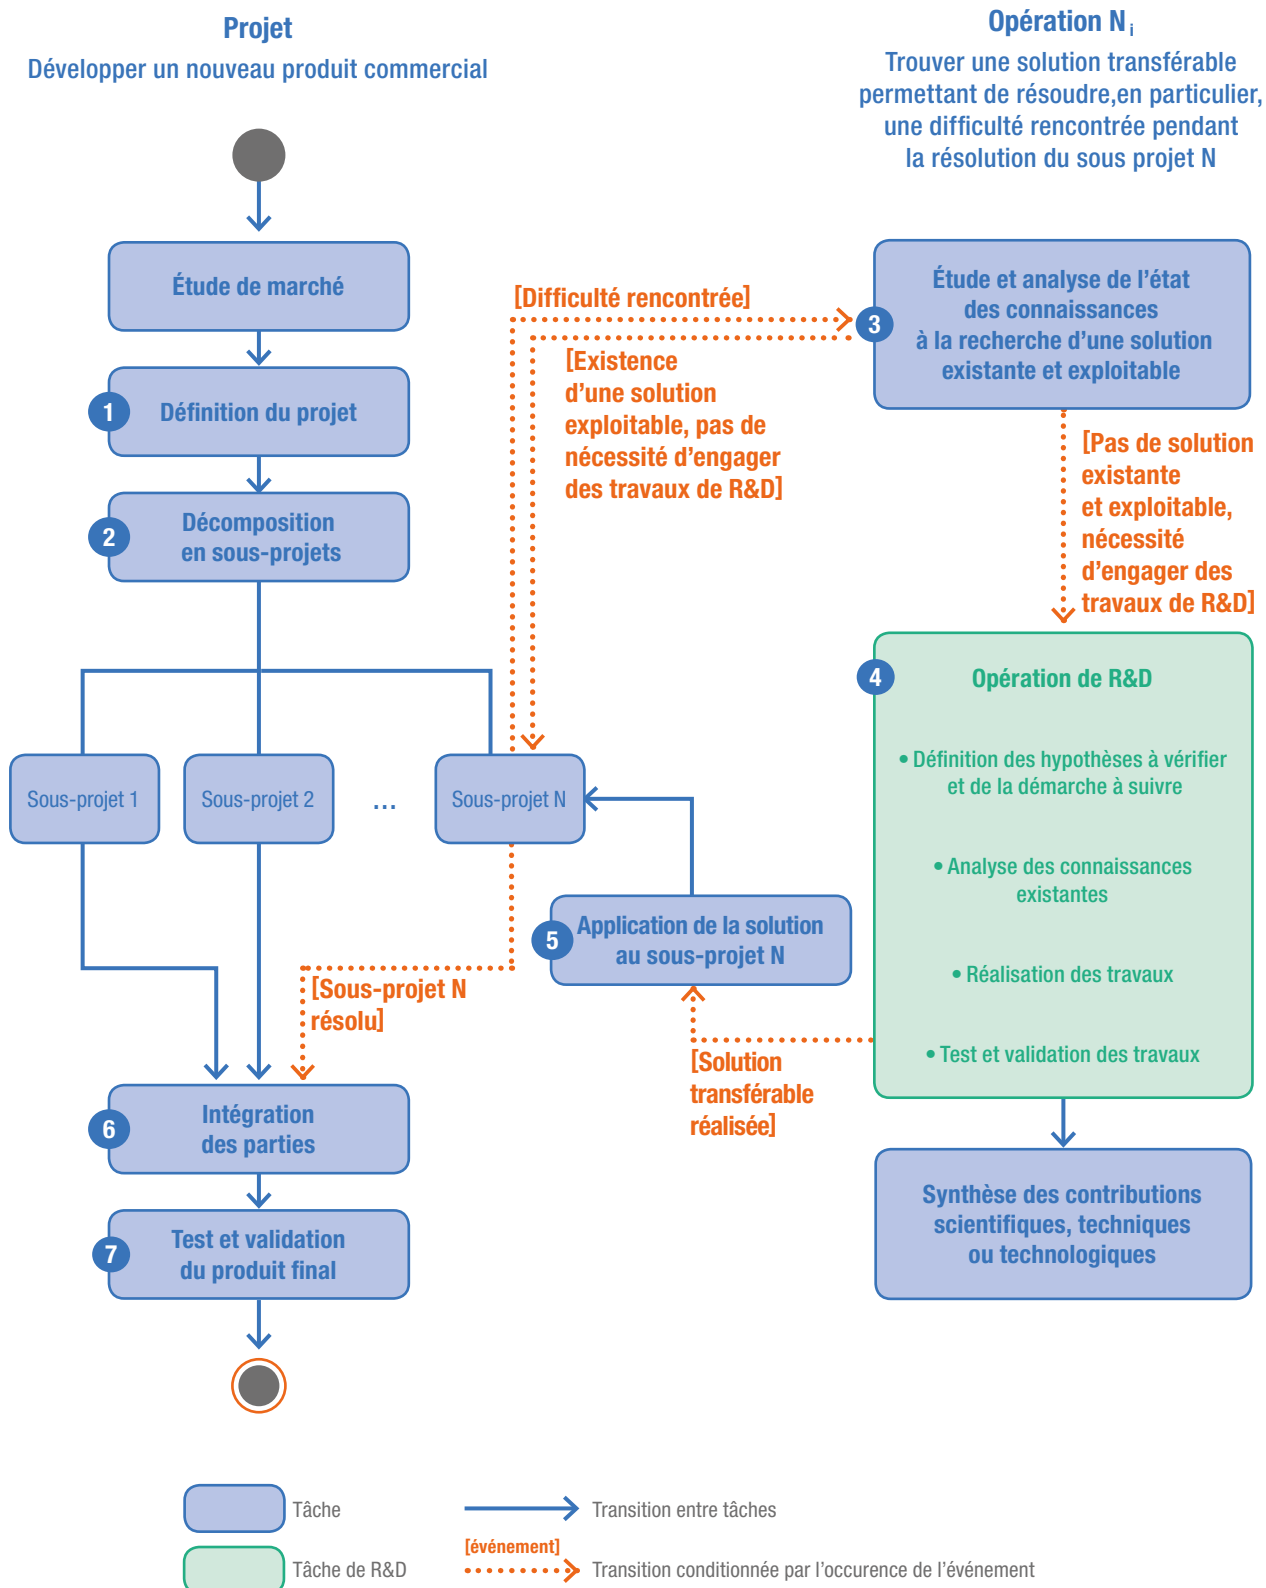 Projet
Développer un nouveau produit commercial
Opération N i
Trouver une solution transférable
permettant de résoudre,en particulier,
une difficulté rencontrée pendant
la résolution du sous projet N
Étude de marché
1
Définition du projet
2
Décomposition
en sous-projets
[Difficulté rencontrée]
[Existence
d'une solution
exploitable, pas de
nécessité d'engager
des travaux de R&D]
3
Étude et analyse de l'état
des connaissances
à la recherche d'une solution
existante et exploitable
[Pas de solution
existante
et exploitable,
nécessité
d'engager des
travaux de R&D]
Sous-projet 1
Sous-projet 2
...
Sous-projet N
4
Opération de R&D
• Définition des hypothèses à vérifier
et de la démarche à suivre
• Analyse des connaissances
existantes
• Réalisation des travaux
• Test et validation des travaux
5
Application de la solution
au sous-projet N
[Sous-projet N
résolu]
[Solution
transférable
réalisée]
6
Intégration
des parties
7
Test et validation
du produit final
Synthèse des contributions
scientifiques, techniques
ou technologiques
Tâche
Transition entre tâches
Tâche de R&D
[événement]
Transition conditionnée par l'occurence de l'événement